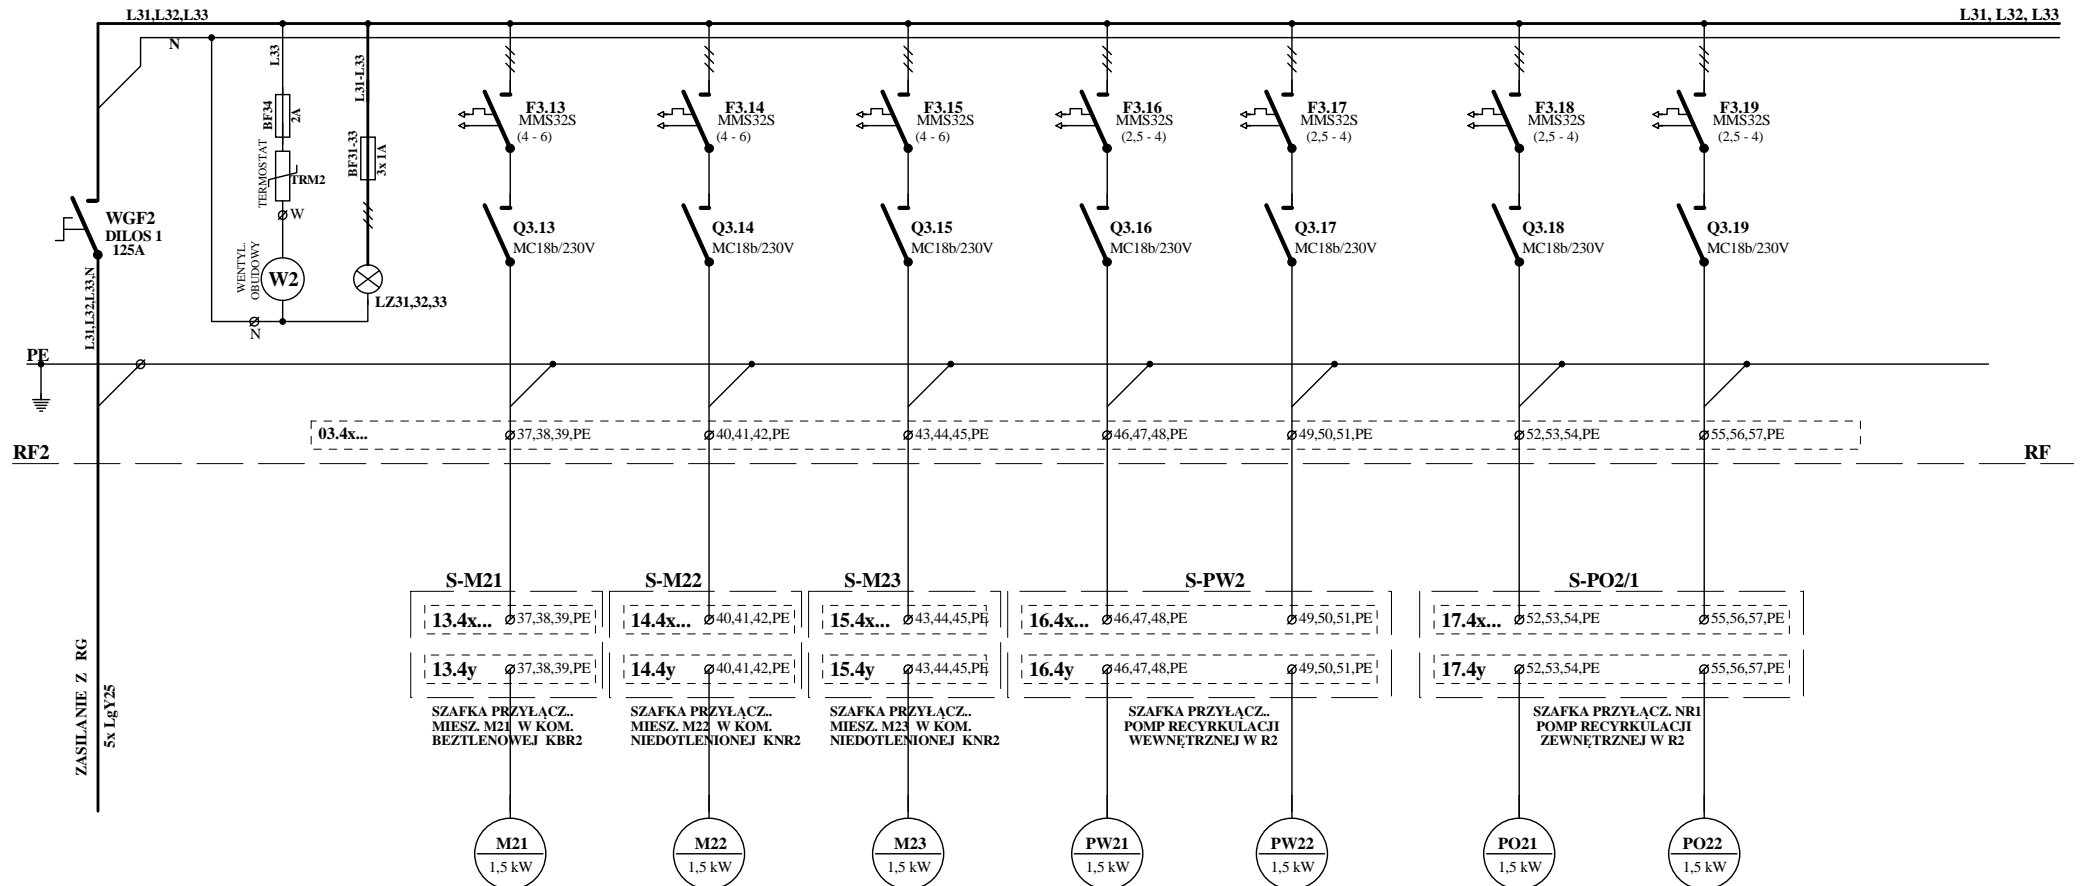 L31,L32,L33
L31, L32, L33
N
L33
L31-L33
BF34
2A
BF31-33
3x 1A
TERMOSTAT
TRM2
W
WENTYL.
OBUDOWY
W2
LZ31,32,33
N
WGF2
DILOS 1
125A
L31,L32,L33,N
F3.13
MMS32S
(4 - 6)
F3.14
MMS32S
(4 - 6)
F3.15
MMS32S
(4 - 6)
F3.16
MMS32S
(2,5 - 4)
F3.17
MMS32S
(2,5 - 4)
F3.18
MMS32S
(2,5 - 4)
F3.19
MMS32S
(2,5 - 4)
Q3.13
MC18b/230V
Q3.14
MC18b/230V
Q3.15
MC18b/230V
Q3.16
MC18b/230V
Q3.17
MC18b/230V
Q3.18
MC18b/230V
Q3.19
MC18b/230V
PE
03.4x... 37,38,39,PE 40,41,42,PE 43,44,45,PE 46,47,48,PE 49,50,51,PE 52,53,54,PE 55,56,57,PE
RF2
RF
ZASILANIE Z RG
5x LgY25
S-M21
13.4x... 37,38,39,PE
13.4y 37,38,39,PE
SZAFKA PRZYŁĄCZ..
MIESZ. M21 W KOM.
BEZTLENOWEJ KBR2
S-M22
14.4x... 40,41,42,PE
14.4y 40,41,42,PE
SZAFKA PRZYŁĄCZ..
MIESZ. M22 W KOM.
NIEDOTLENIONEJ KNR2
S-M23
15.4x... 43,44,45,PE
15.4y 43,44,45,PE
SZAFKA PRZYŁĄCZ..
MIESZ. M23 W KOM.
NIEDOTLENIONEJ KNR2
S-PW2
16.4x... 46,47,48,PE 49,50,51,PE
16.4y 46,47,48,PE 49,50,51,PE
SZAFKA PRZYŁĄCZ..
POMP RECYRKULACJI
WEWNĘTRZNEJ W R2
S-PO2/1
17.4x... 52,53,54,PE 55,56,57,PE
17.4y 52,53,54,PE 55,56,57,PE
SZAFKA PRZYŁĄCZ. NR1
POMP RECYRKULACJI
ZEWNĘTRZNEJ W R2
M21
1,5 kW
M22
1,5 kW
M23
1,5 kW
PW21
1,5 kW
PW22
1,5 kW
PO21
1,5 kW
PO22
1,5 kW